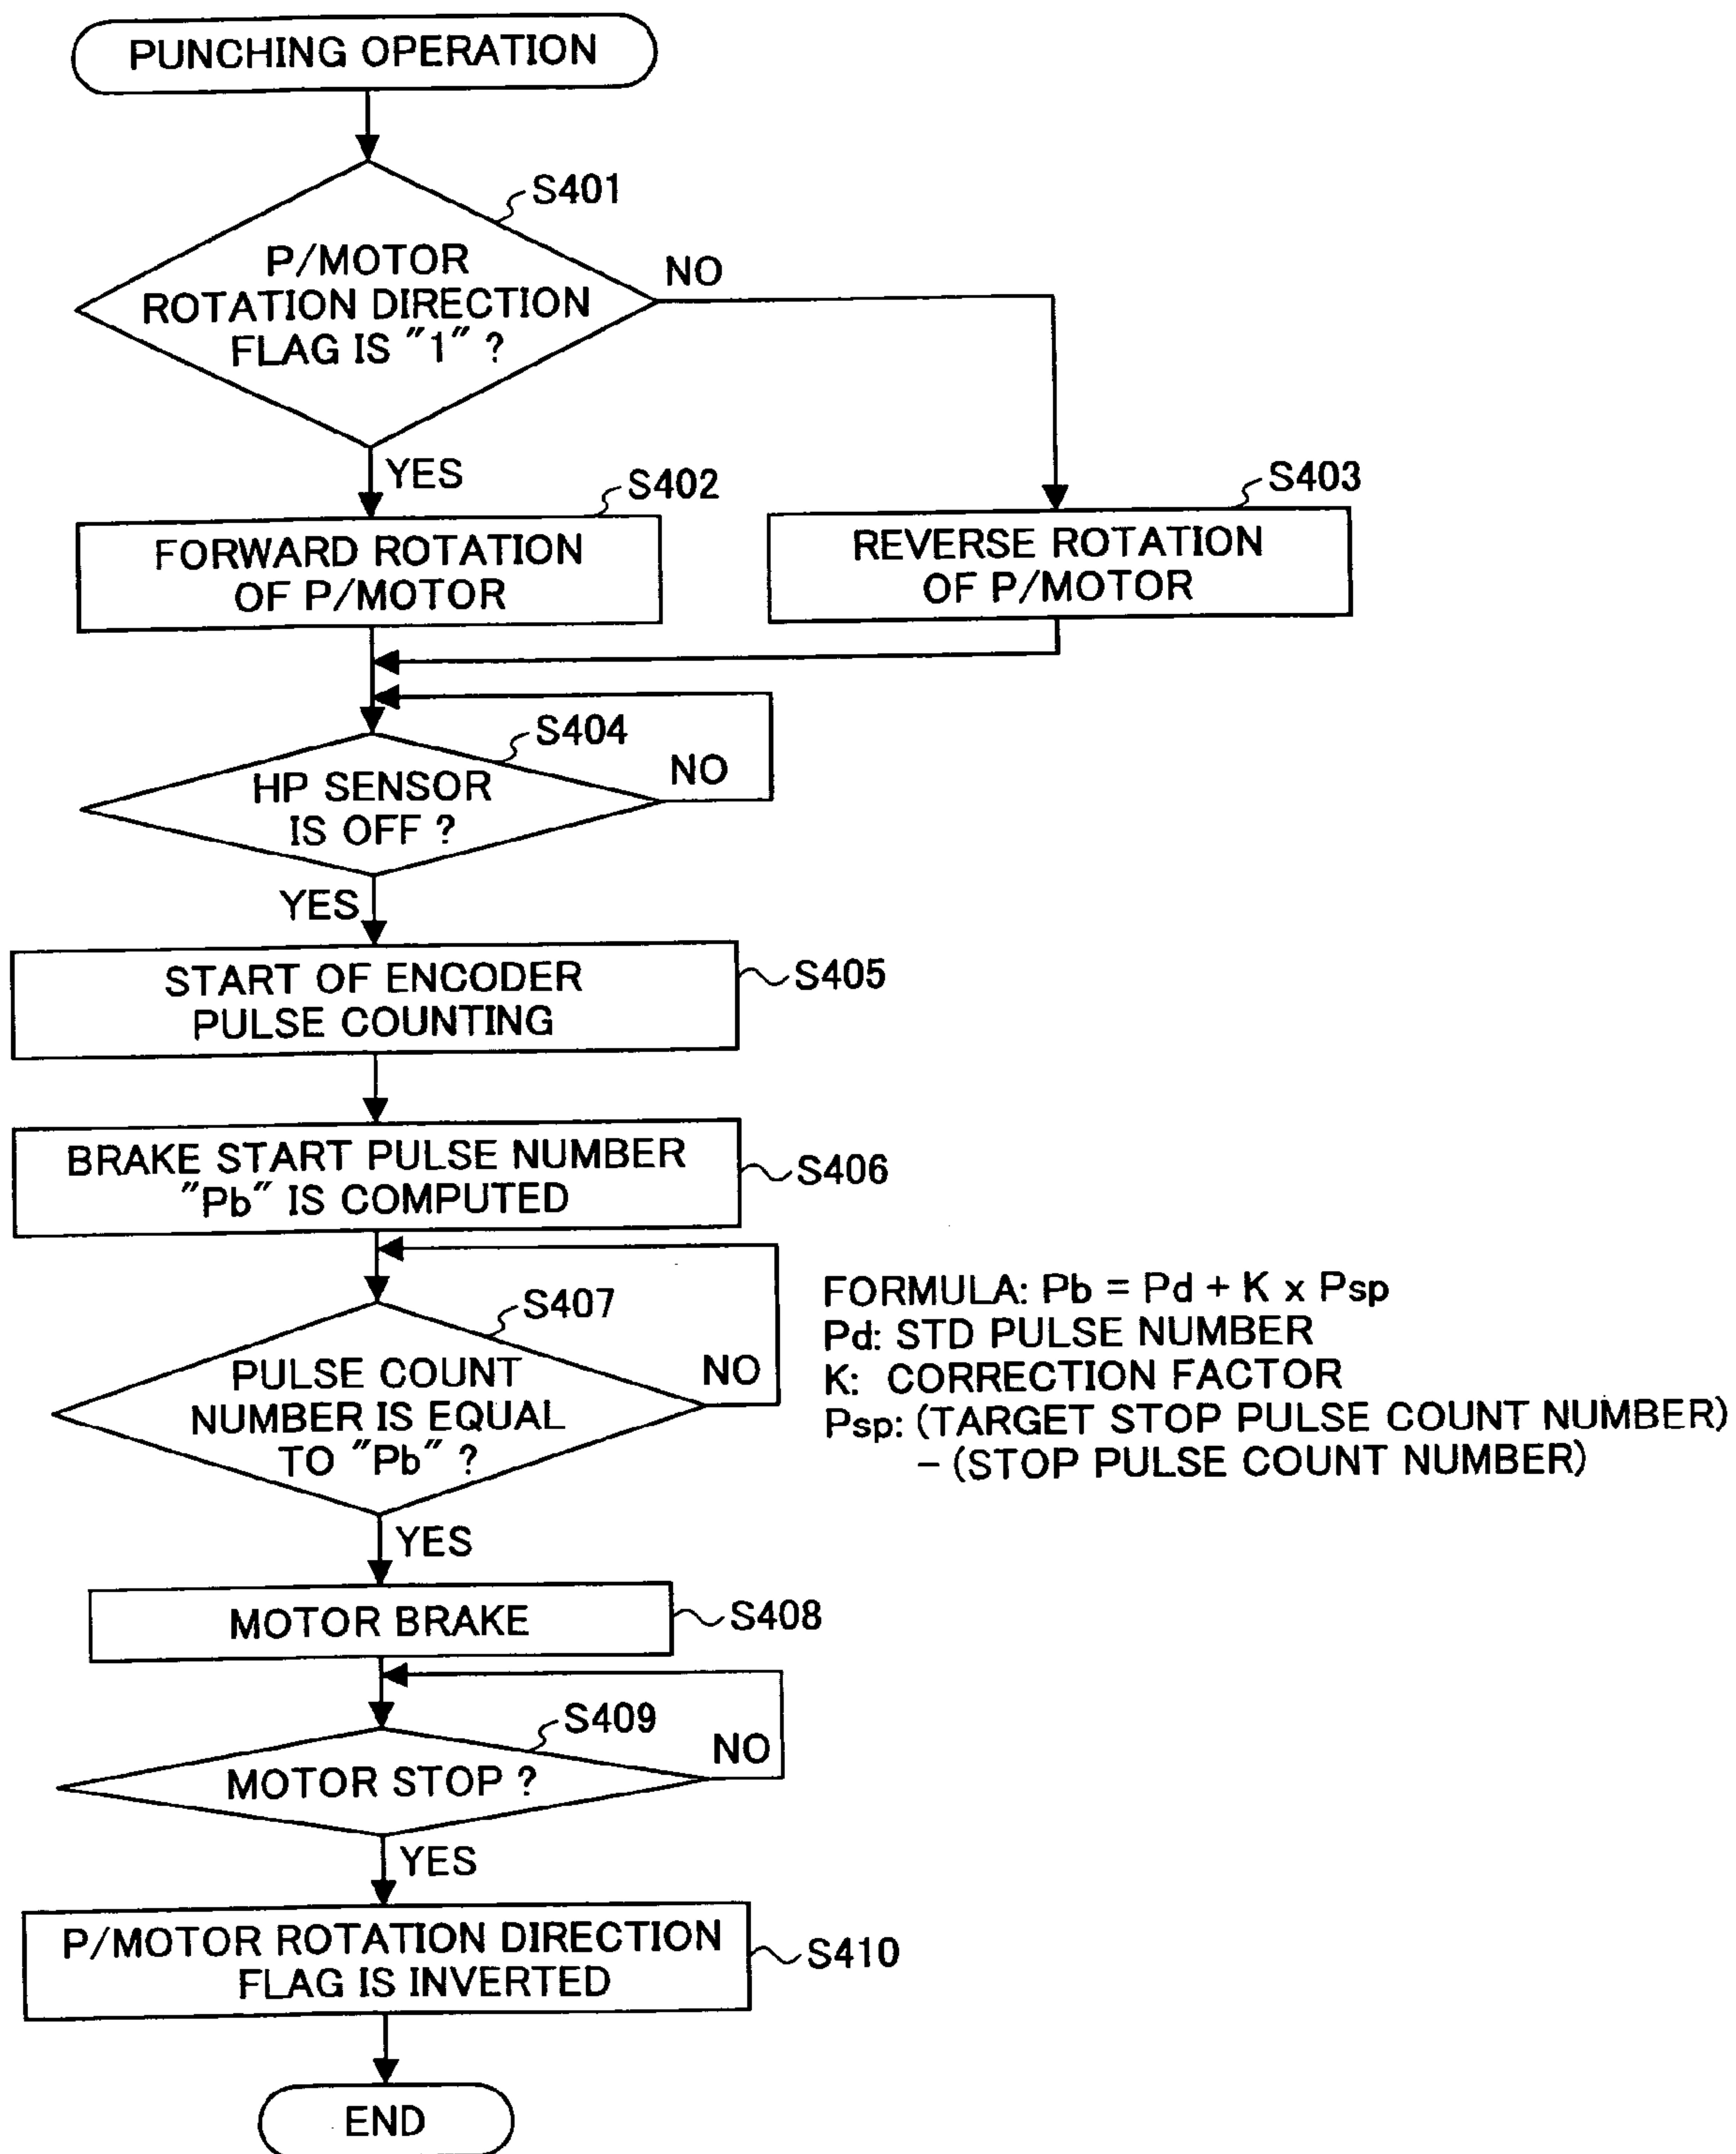 PUNCHING OPERATION
S401
P/MOTOR
ROTATION DIRECTION
FLAG IS "1" ?
NO
YES
S402
FORWARD ROTATION
OF P/MOTOR
S403
REVERSE ROTATION
OF P/MOTOR
S404
HP SENSOR
IS OFF ?
NO
YES
START OF ENCODER
PULSE COUNTING
S405
BRAKE START PULSE NUMBER
"Pb" IS COMPUTED
S406
S407
PULSE COUNT
NUMBER IS EQUAL
TO "Pb" ?
NO
YES
FORMULA: Pb = Pd + K x Psp
Pd: STD PULSE NUMBER
K: CORRECTION FACTOR
Psp: (TARGET STOP PULSE COUNT NUMBER)
- (STOP PULSE COUNT NUMBER)
MOTOR BRAKE
S408
S409
MOTOR STOP ?
NO
YES
P/MOTOR ROTATION DIRECTION
FLAG IS INVERTED
S410
END